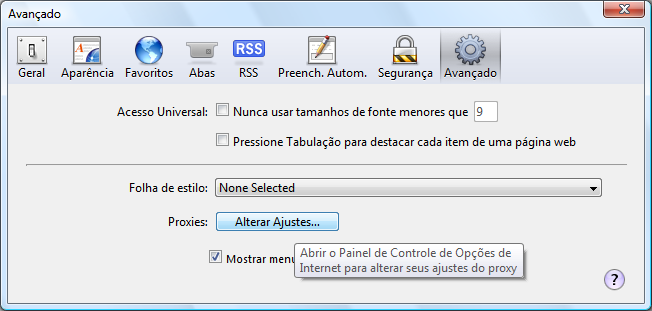 Avançado
Geral Aparência Favoritos Abas RSS Preench. Autom. Segurança Avançado
RSS
Acesso Universal: Nunca usar tamanhos de fonte menores que 9
Pressione Tabulação para destacar cada item de uma página web
Folha de estilo: None Selected
Proxies: Alterar Ajustes...
Mostrar menu
Abrir o Painel de Controle de Opções de
Internet para alterar seus ajustes do proxy
?